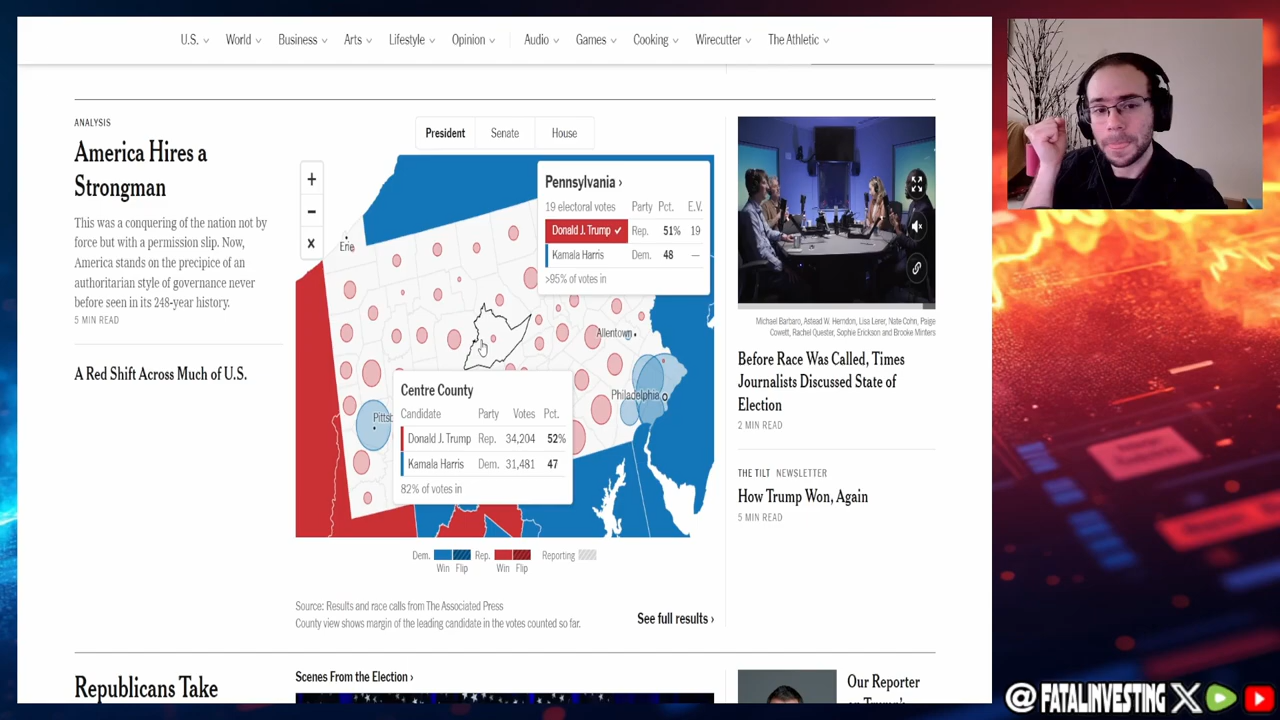 U.S. World Business Arts Lifestyle Opinion Audio Games Cooking Wirecutter The Athletic
ANALYSIS
America Hires a
Strongman
This was a conquering of the nation not by
force but with a permission slip. Now,
America stands on the precipice of an
authoritarian style of governance never
before seen in its 248-year history.
5 MIN READ
A Red Shift Across Much of U.S.
President Senate House
+
−
x
Pennsylvania ›
19 electoral votes Party Pct. E.V.
Donald J. Trump ✓ Rep. 51% 19
Kamala Harris Dem. 48 —
>95% of votes in
Erie
Allentown
Philadelphia
Pittsb
Centre County
Candidate Party Votes Pct.
Donald J. Trump Rep. 34,204 52%
Kamala Harris Dem. 31,481 47
82% of votes in
Dem. Rep. Reporting
Win Flip Win Flip
Source: Results and race calls from The Associated Press
County view shows margin of the leading candidate in the votes counted so far.
See full results ›
Michael Barbaro, Astead W. Herndon, Lisa Lerer, Nate Cohn, Paige
Cowett, Rachel Quester, Sophie Erickson and Brooke Minters
Before Race Was Called, Times
Journalists Discussed State of
Election
2 MIN READ
THE TILT NEWSLETTER
How Trump Won, Again
5 MIN READ
Republicans Take
Scenes From the Election ›
Our Reporter
on Trump's
@FATALINVESTING X